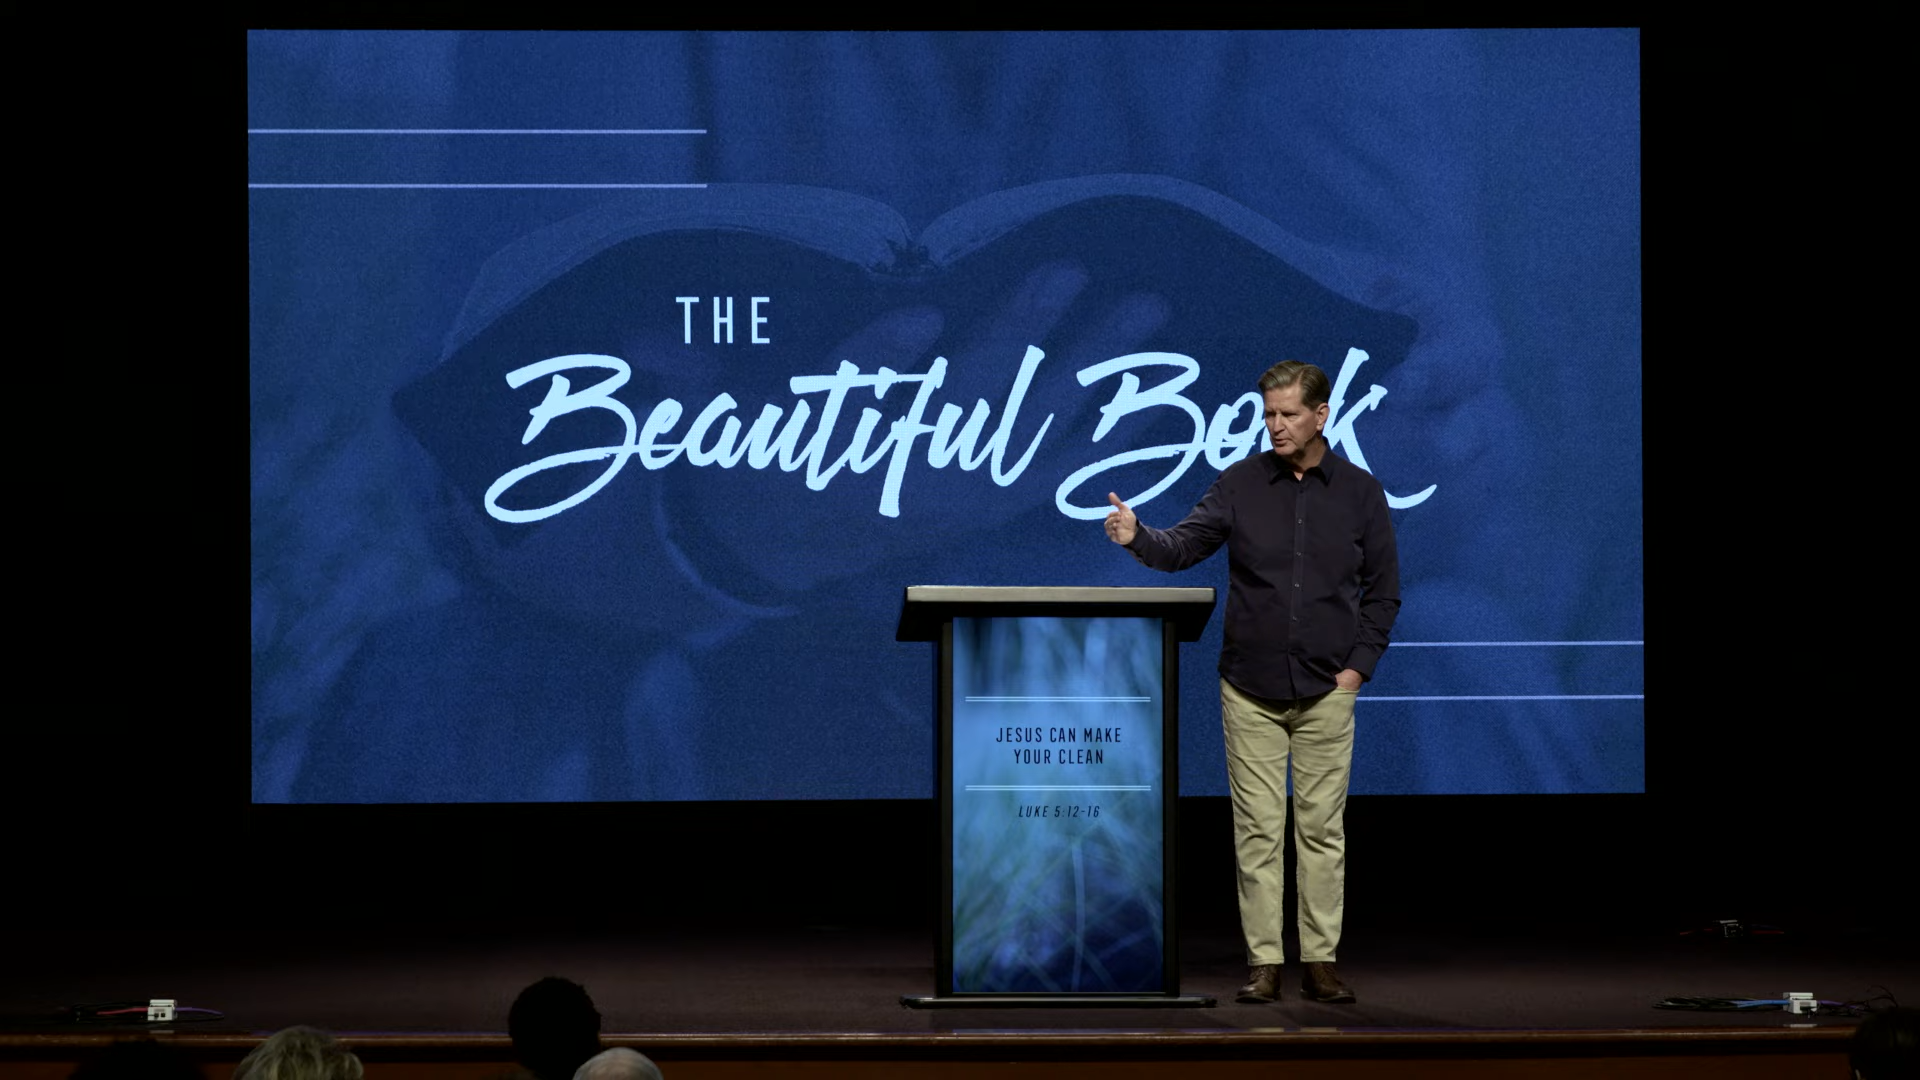 THE
Beautiful Book
JESUS CAN MAKE
YOUR CLEAN
LUKE 5:12-16